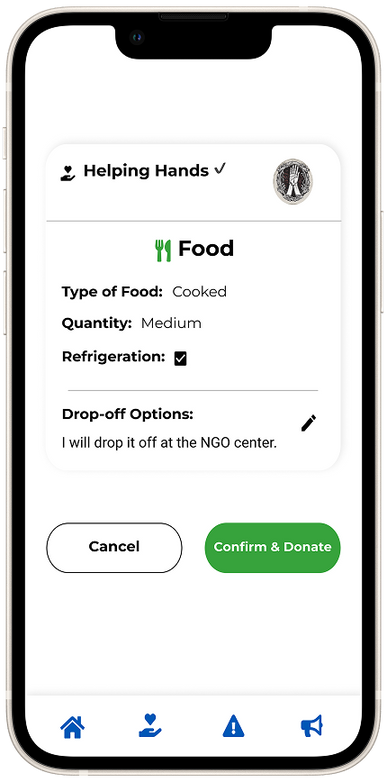 Helping Hands ✓
Food
Type of Food: Cooked
Quantity: Medium
Refrigeration: ☑
Drop-off Options:
I will drop it off at the NGO center.
Cancel
Confirm & Donate